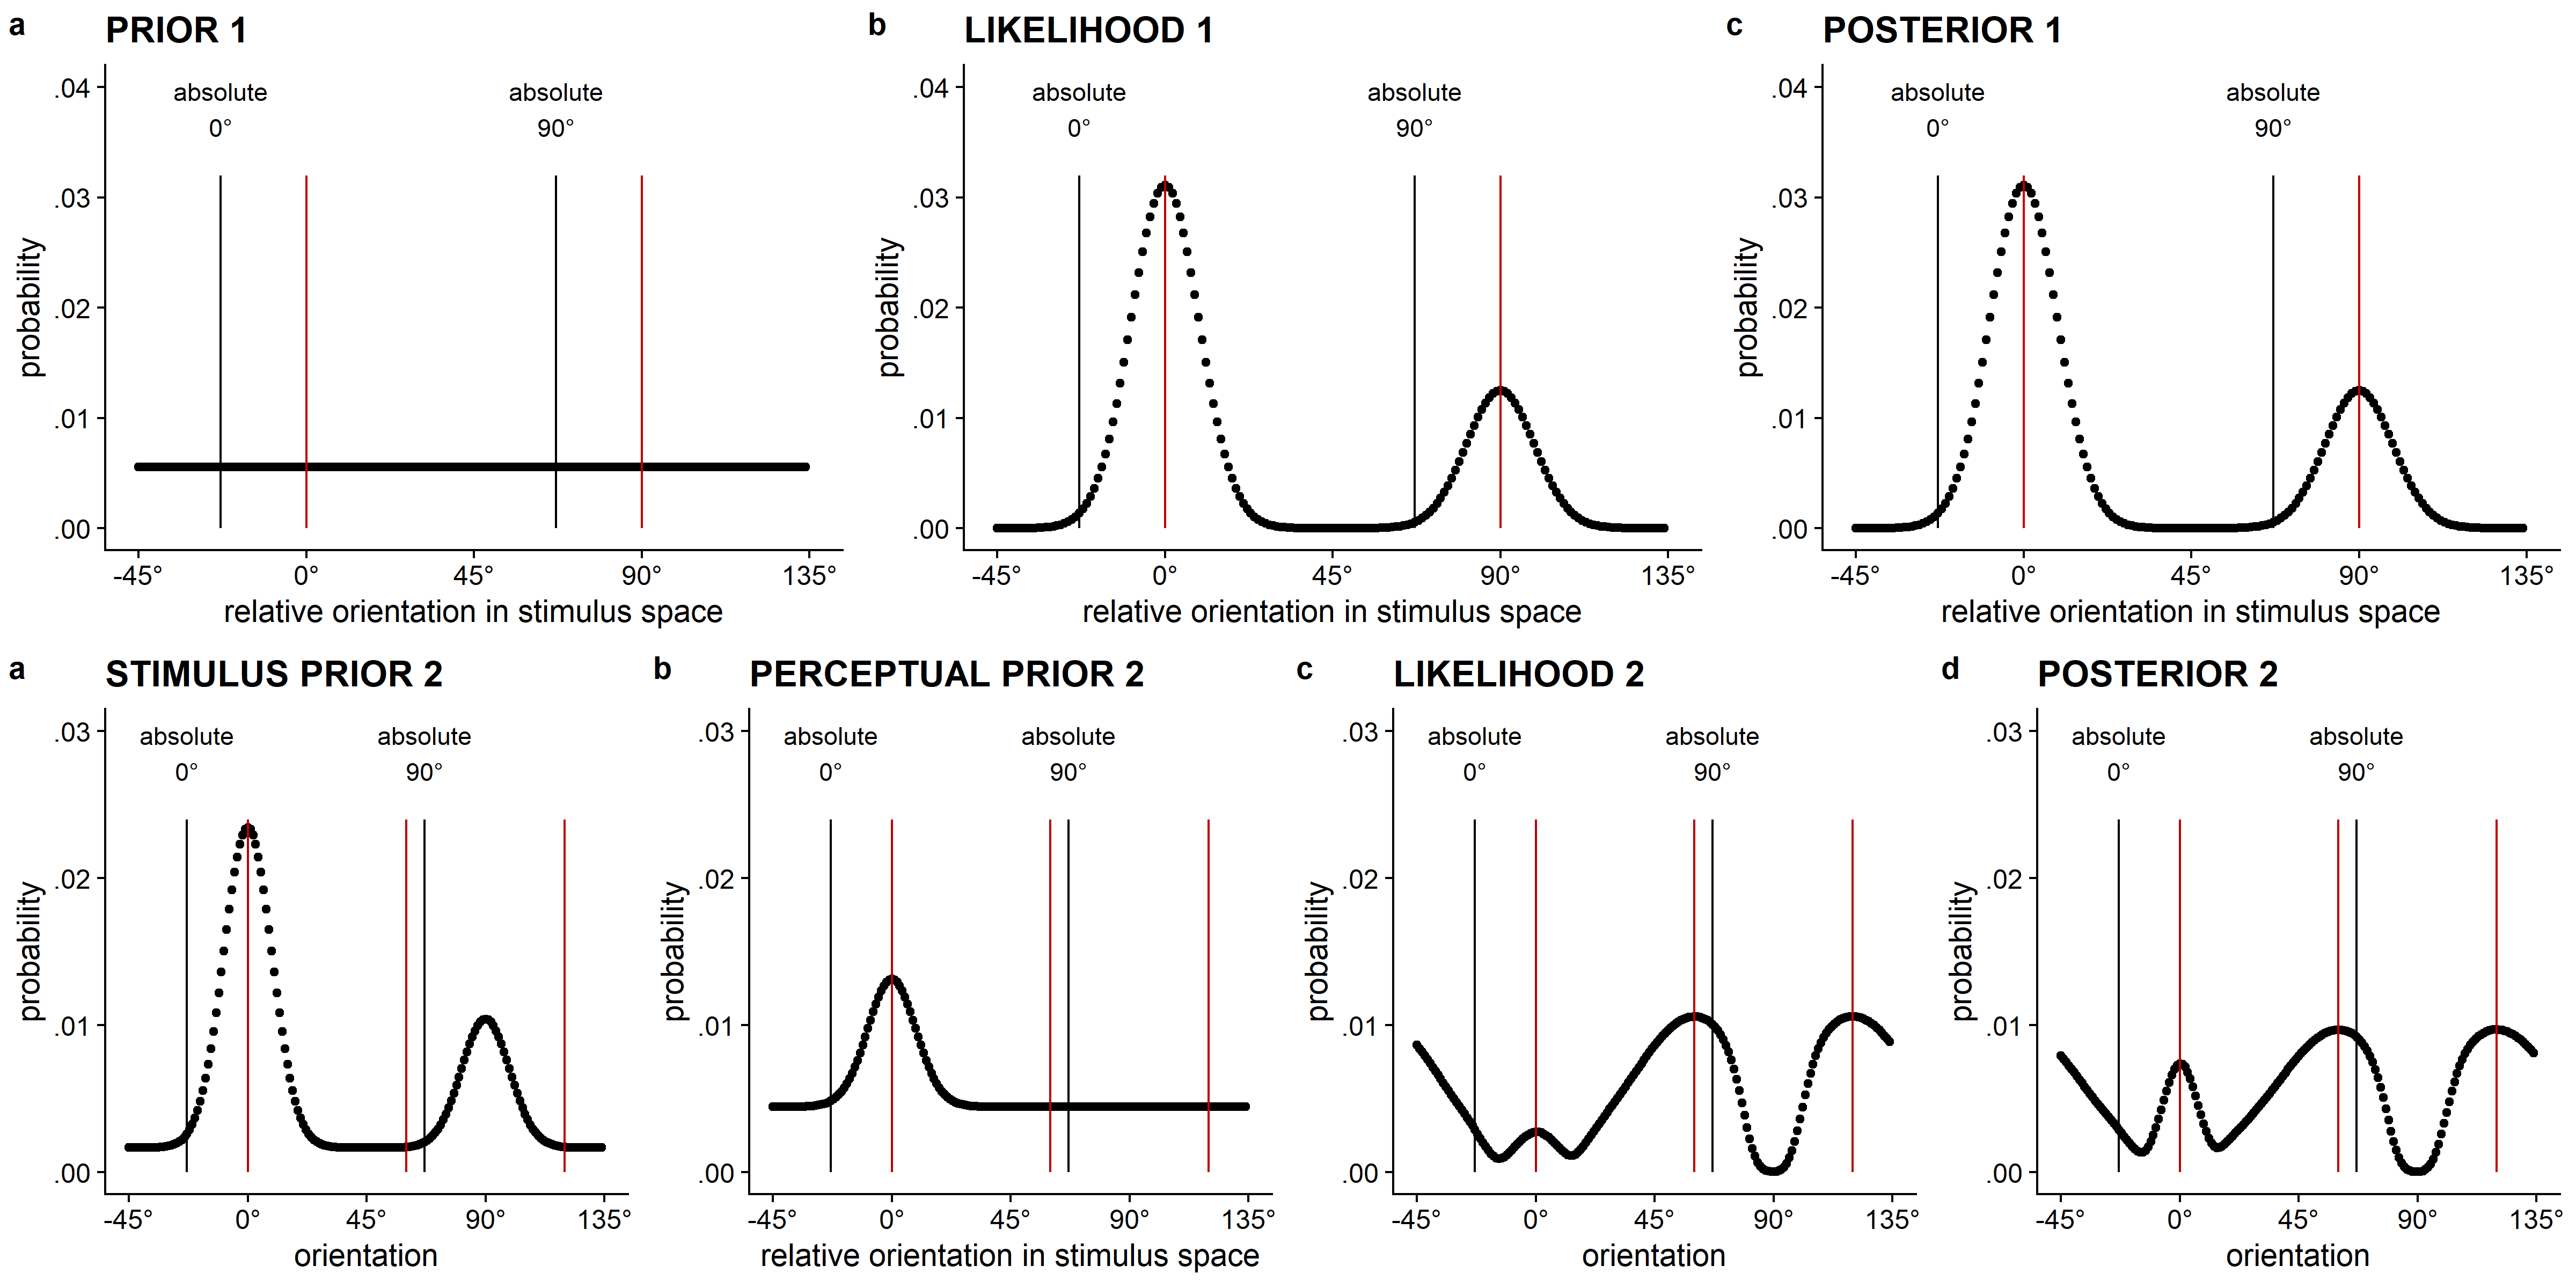 a PRIOR 1
absolute absolute
0° 90°
.04
.03
.02
.01
.00
probability
-45° 0° 45° 90° 135°
relative orientation in stimulus space
b LIKELIHOOD 1
absolute absolute
0° 90°
.04
.03
.02
.01
.00
probability
-45° 0° 45° 90° 135°
relative orientation in stimulus space
c POSTERIOR 1
absolute absolute
0° 90°
.04
.03
.02
.01
.00
probability
-45° 0° 45° 90° 135°
relative orientation in stimulus space
a STIMULUS PRIOR 2
absolute absolute
0° 90°
.03
.02
.01
.00
probability
-45° 0° 45° 90° 135°
orientation
b PERCEPTUAL PRIOR 2
absolute absolute
0° 90°
.03
.02
.01
.00
probability
-45° 0° 45° 90° 135°
relative orientation in stimulus space
c LIKELIHOOD 2
absolute absolute
0° 90°
.03
.02
.01
.00
probability
-45° 0° 45° 90° 135°
orientation
d POSTERIOR 2
absolute absolute
0° 90°
.03
.02
.01
.00
probability
-45° 0° 45° 90° 135°
orientation